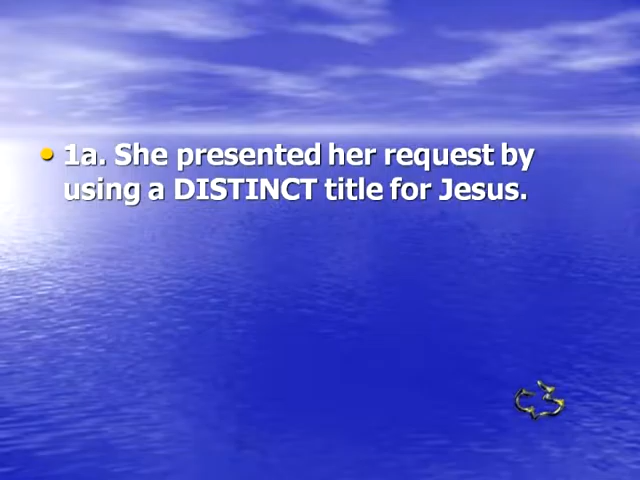 • 1a. She presented her request by
using a DISTINCT title for Jesus.